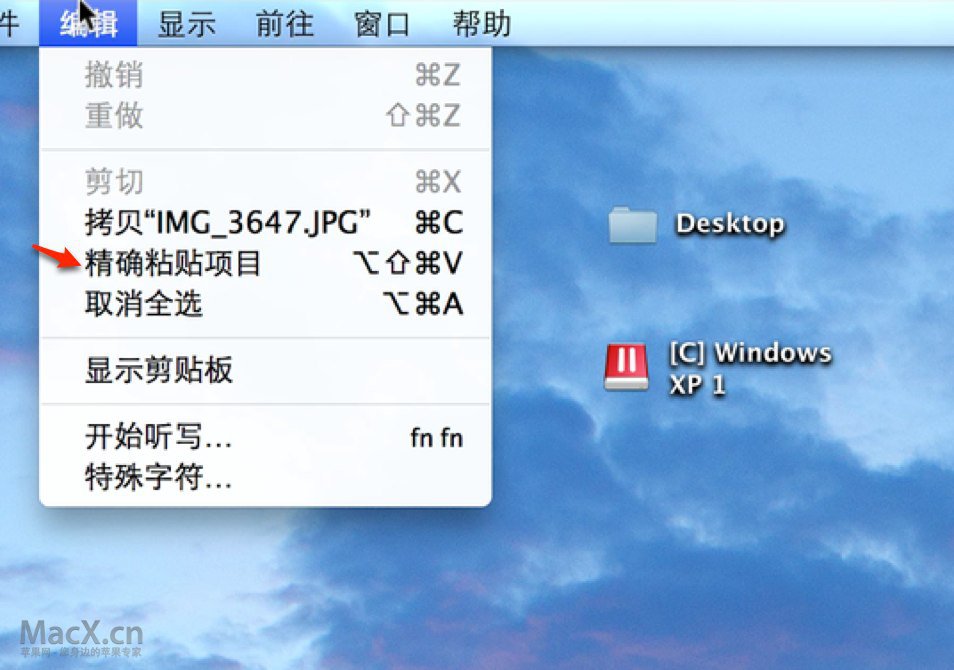 件 编辑 显示 前往 窗口 帮助
撤销 ⌘Z
重做 ⇧⌘Z
剪切 ⌘X
拷贝“IMG_3647.JPG” ⌘C
精确粘贴项目 ⌥⇧⌘V
取消全选 ⌥⌘A
显示剪贴板
开始听写... fn fn
特殊字符...
Desktop
[C] Windows
XP 1
MacX.cn
苹果网·您身边的苹果专家